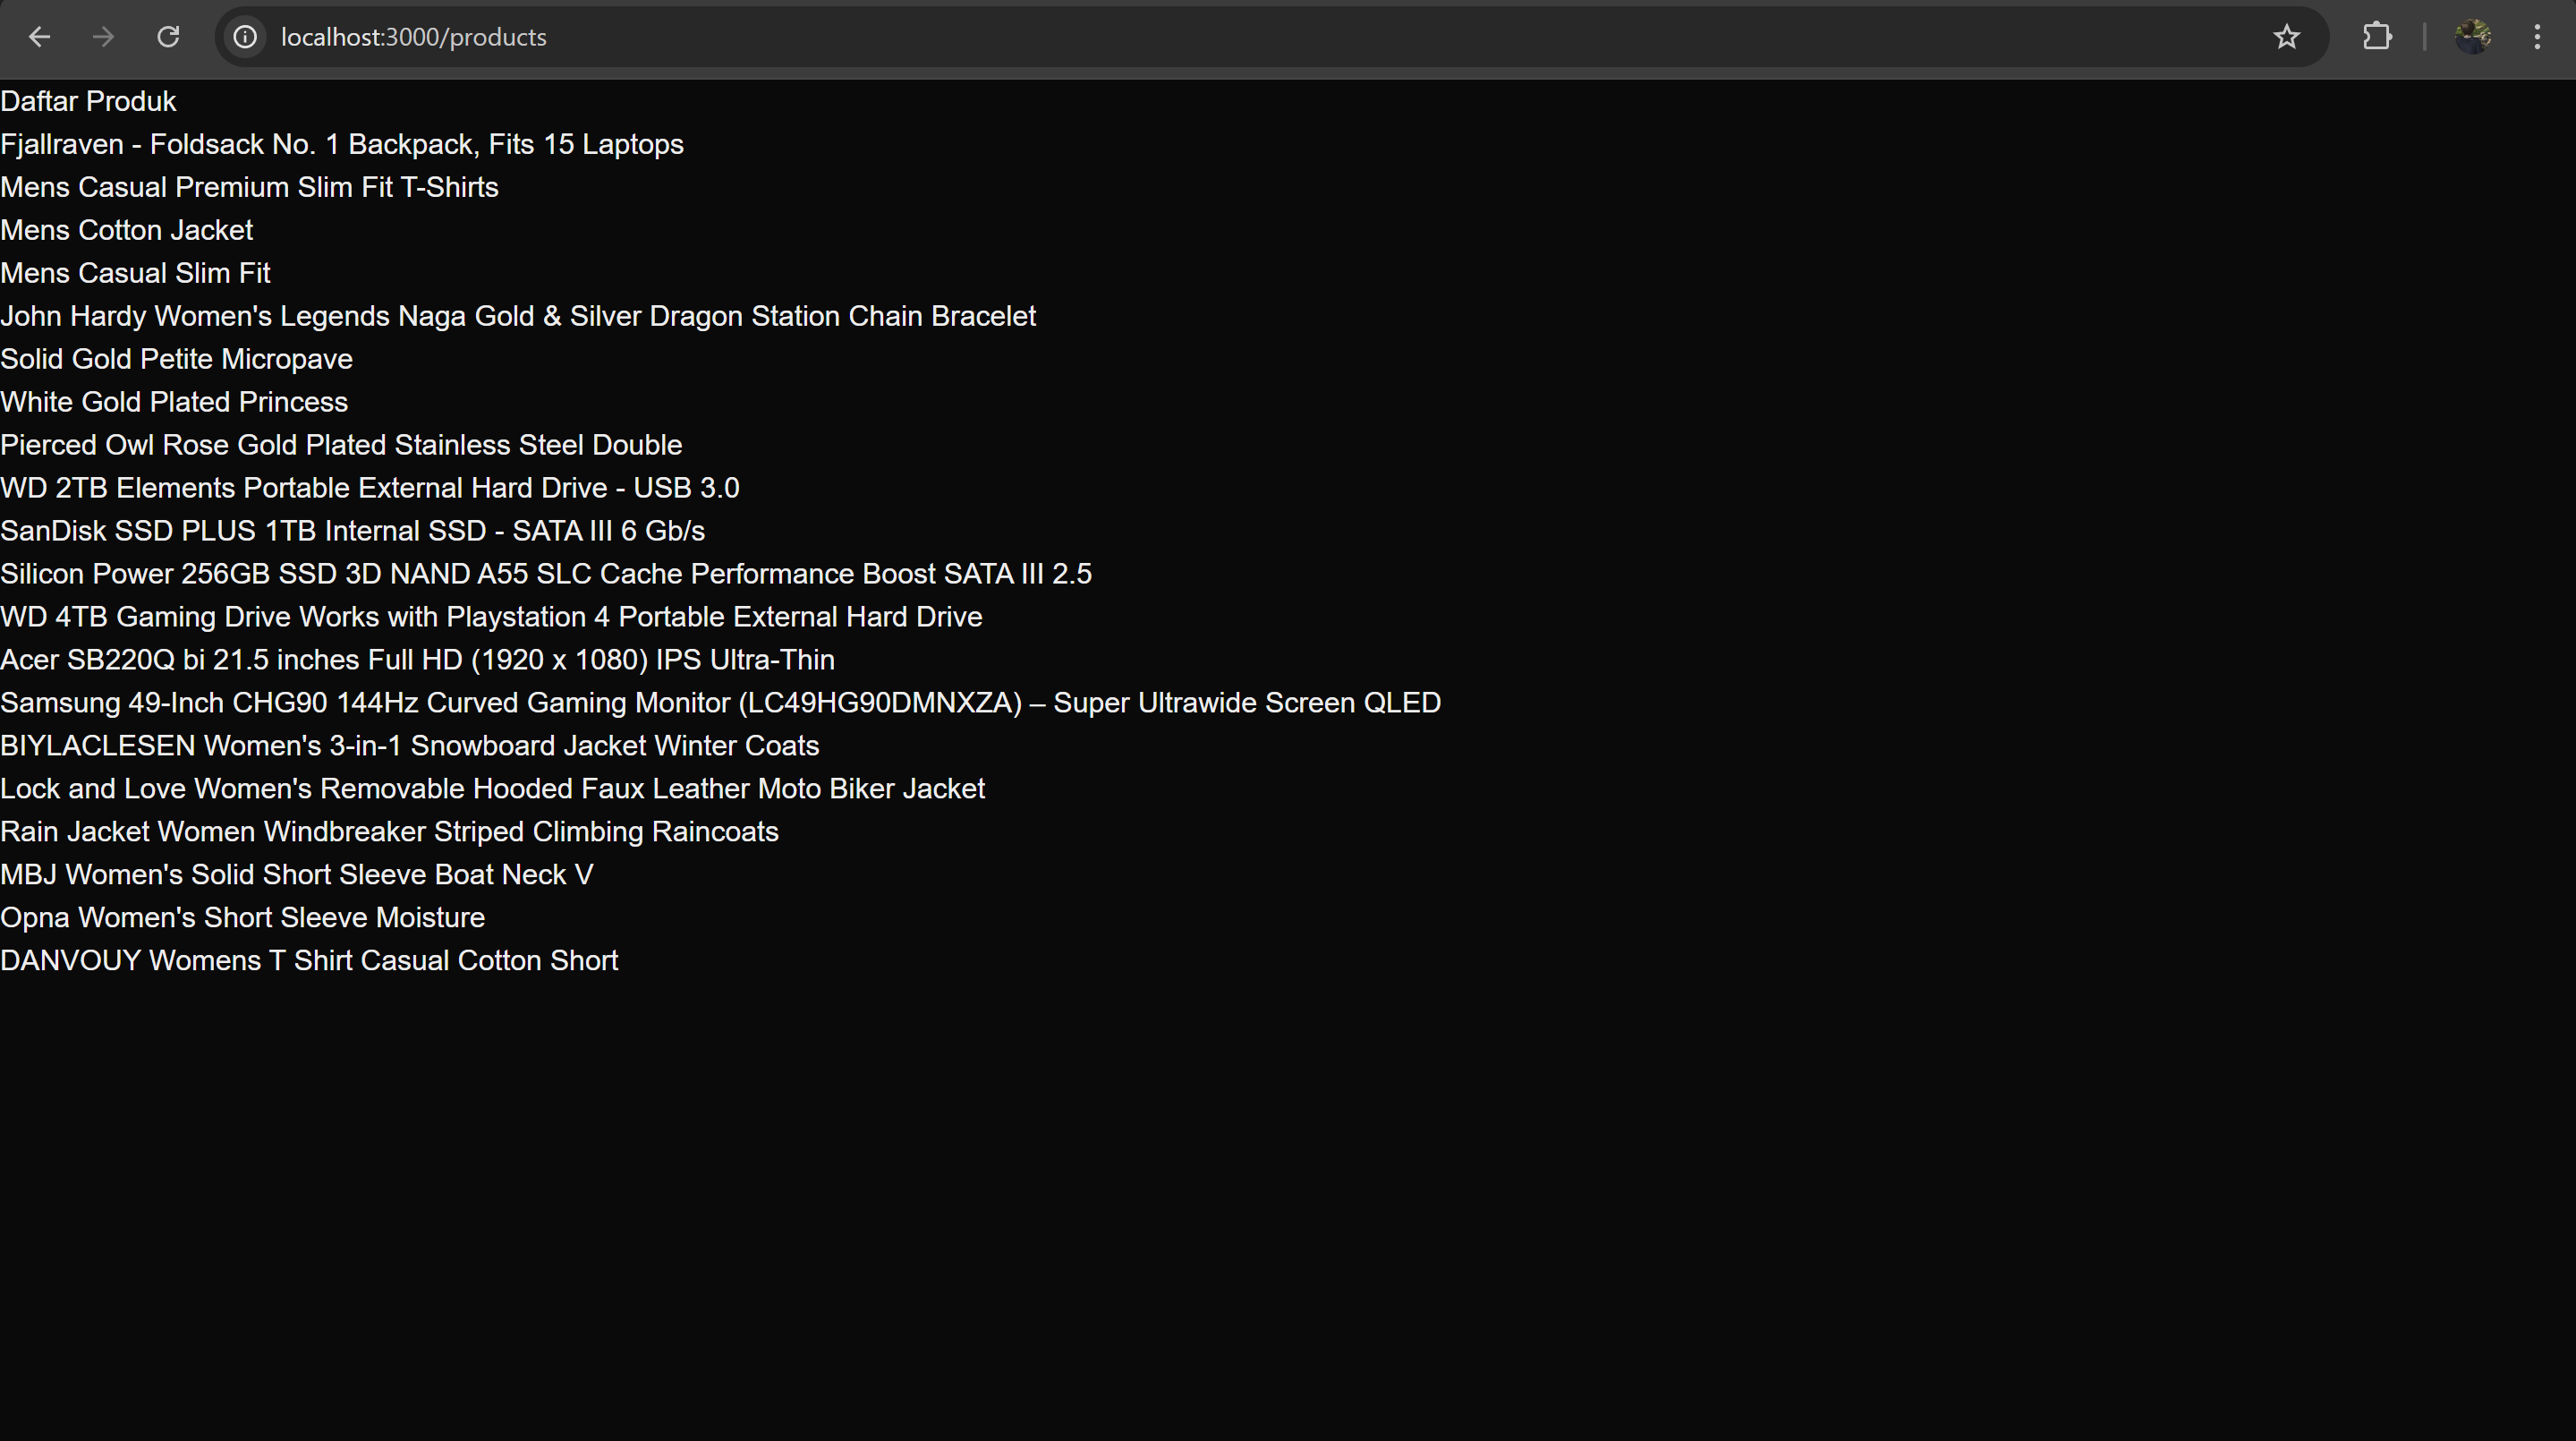 localhost:3000/products
Daftar Produk
Fjallraven - Foldsack No. 1 Backpack, Fits 15 Laptops
Mens Casual Premium Slim Fit T-Shirts
Mens Cotton Jacket
Mens Casual Slim Fit
John Hardy Women's Legends Naga Gold & Silver Dragon Station Chain Bracelet
Solid Gold Petite Micropave
White Gold Plated Princess
Pierced Owl Rose Gold Plated Stainless Steel Double
WD 2TB Elements Portable External Hard Drive - USB 3.0
SanDisk SSD PLUS 1TB Internal SSD - SATA III 6 Gb/s
Silicon Power 256GB SSD 3D NAND A55 SLC Cache Performance Boost SATA III 2.5
WD 4TB Gaming Drive Works with Playstation 4 Portable External Hard Drive
Acer SB220Q bi 21.5 inches Full HD (1920 x 1080) IPS Ultra-Thin
Samsung 49-Inch CHG90 144Hz Curved Gaming Monitor (LC49HG90DMNXZA) – Super Ultrawide Screen QLED
BIYLACLESEN Women's 3-in-1 Snowboard Jacket Winter Coats
Lock and Love Women's Removable Hooded Faux Leather Moto Biker Jacket
Rain Jacket Women Windbreaker Striped Climbing Raincoats
MBJ Women's Solid Short Sleeve Boat Neck V
Opna Women's Short Sleeve Moisture
DANVOUY Womens T Shirt Casual Cotton Short